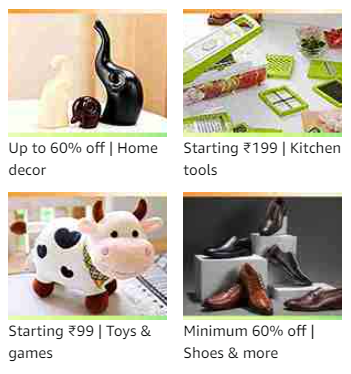 Up to 60% off | Home
decor
Starting ₹199 | Kitchen
tools
Starting ₹99 | Toys &
games
Minimum 60% off |
Shoes & more